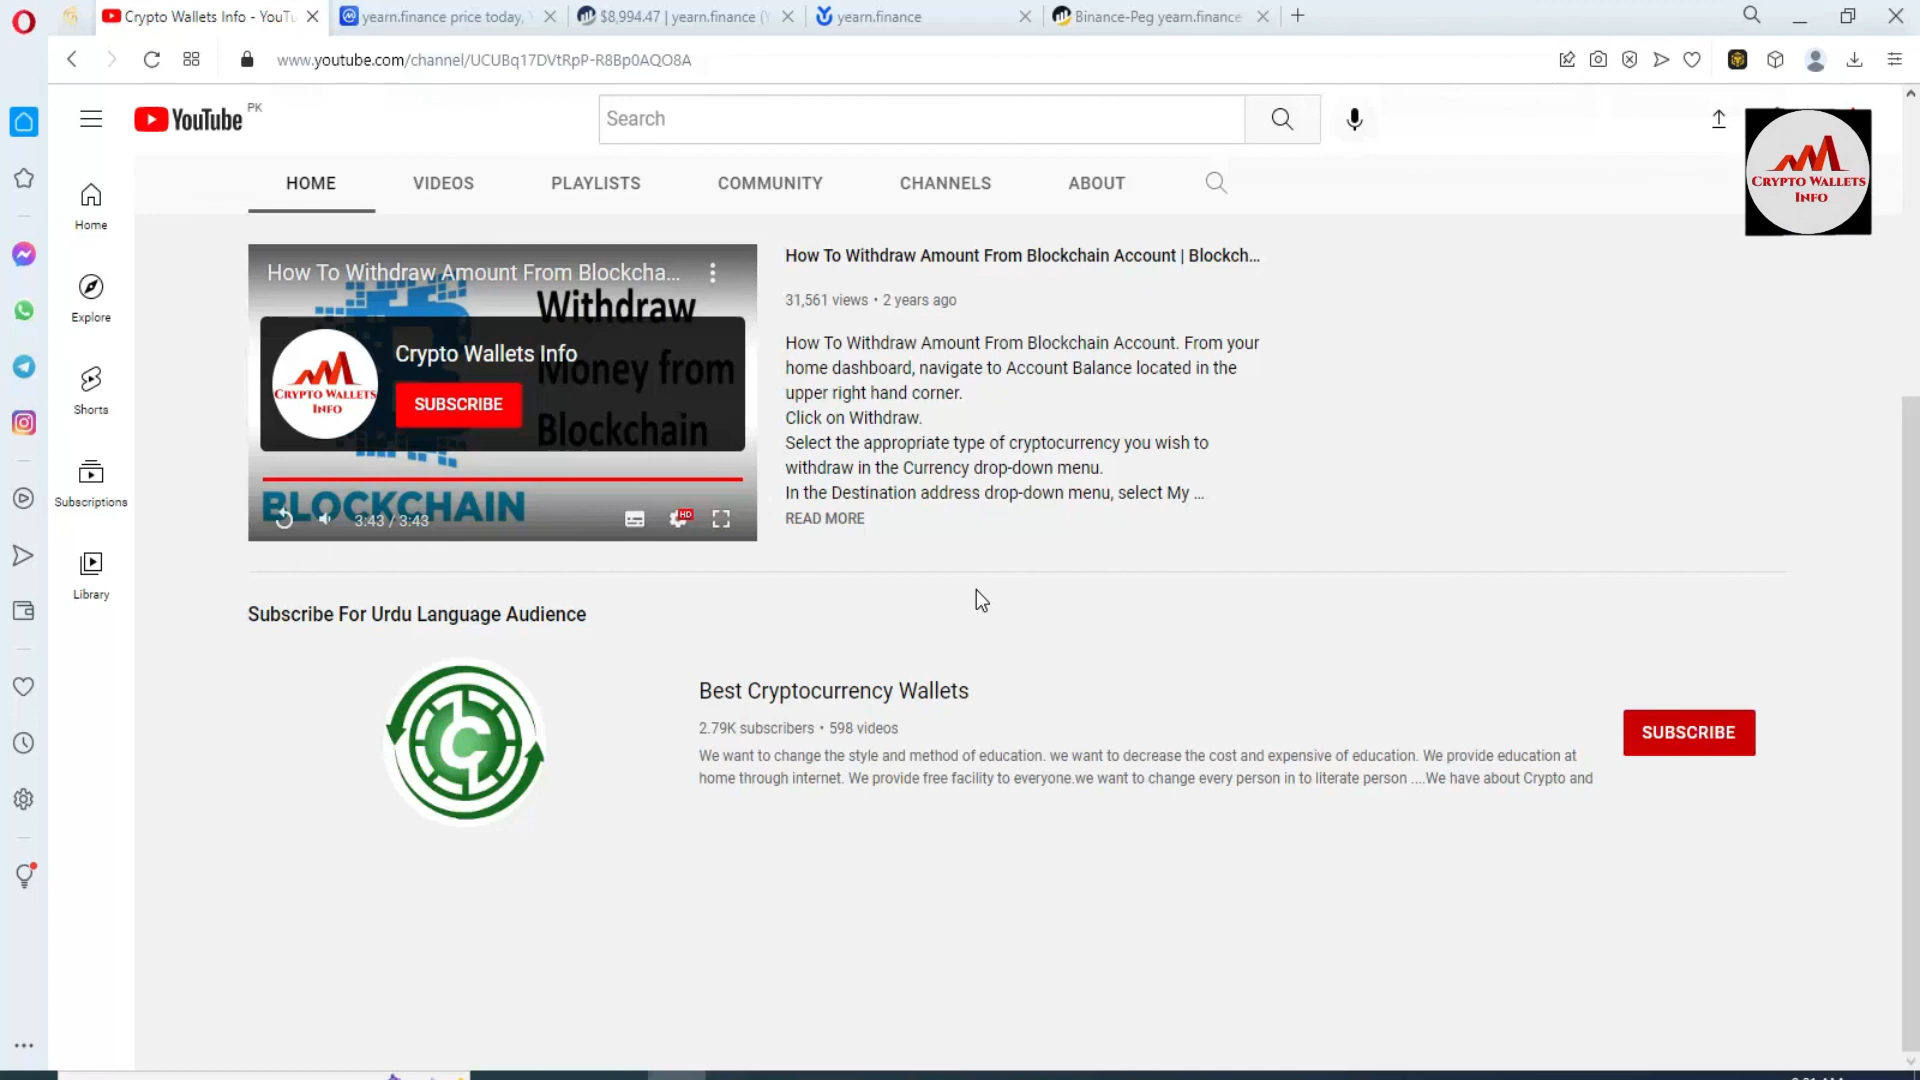 Crypto Wallets Info - YouTu
yearn.finance price today,
$8,994.47 | yearn.finance (Y
yearn.finance
Binance-Peg yearn.finance
www.youtube.com/channel/UCUBq17DVtRpP-R8Bp0AQO8A
YouTube PK
Search
CRYPTO WALLETS
INFO
HOME
VIDEOS
PLAYLISTS
COMMUNITY
CHANNELS
ABOUT
Home
Explore
Shorts
Subscriptions
Library
How To Withdraw Amount From Blockcha...
Withdraw
Money from
Blockchain
BLOCKCHAIN
Crypto Wallets Info
SUBSCRIBE
CRYPTO WALLETS
INFO
3:43 / 3:43
HD
How To Withdraw Amount From Blockchain Account | Blockch...
31,561 views • 2 years ago
How To Withdraw Amount From Blockchain Account. From your
home dashboard, navigate to Account Balance located in the
upper right hand corner.
Click on Withdraw.
Select the appropriate type of cryptocurrency you wish to
withdraw in the Currency drop-down menu.
In the Destination address drop-down menu, select My ...
READ MORE
Subscribe For Urdu Language Audience
Best Cryptocurrency Wallets
2.79K subscribers • 598 videos
We want to change the style and method of education. we want to decrease the cost and expensive of education. We provide education at
home through internet. We provide free facility to everyone.we want to change every person in to literate person ....We have about Crypto and
SUBSCRIBE